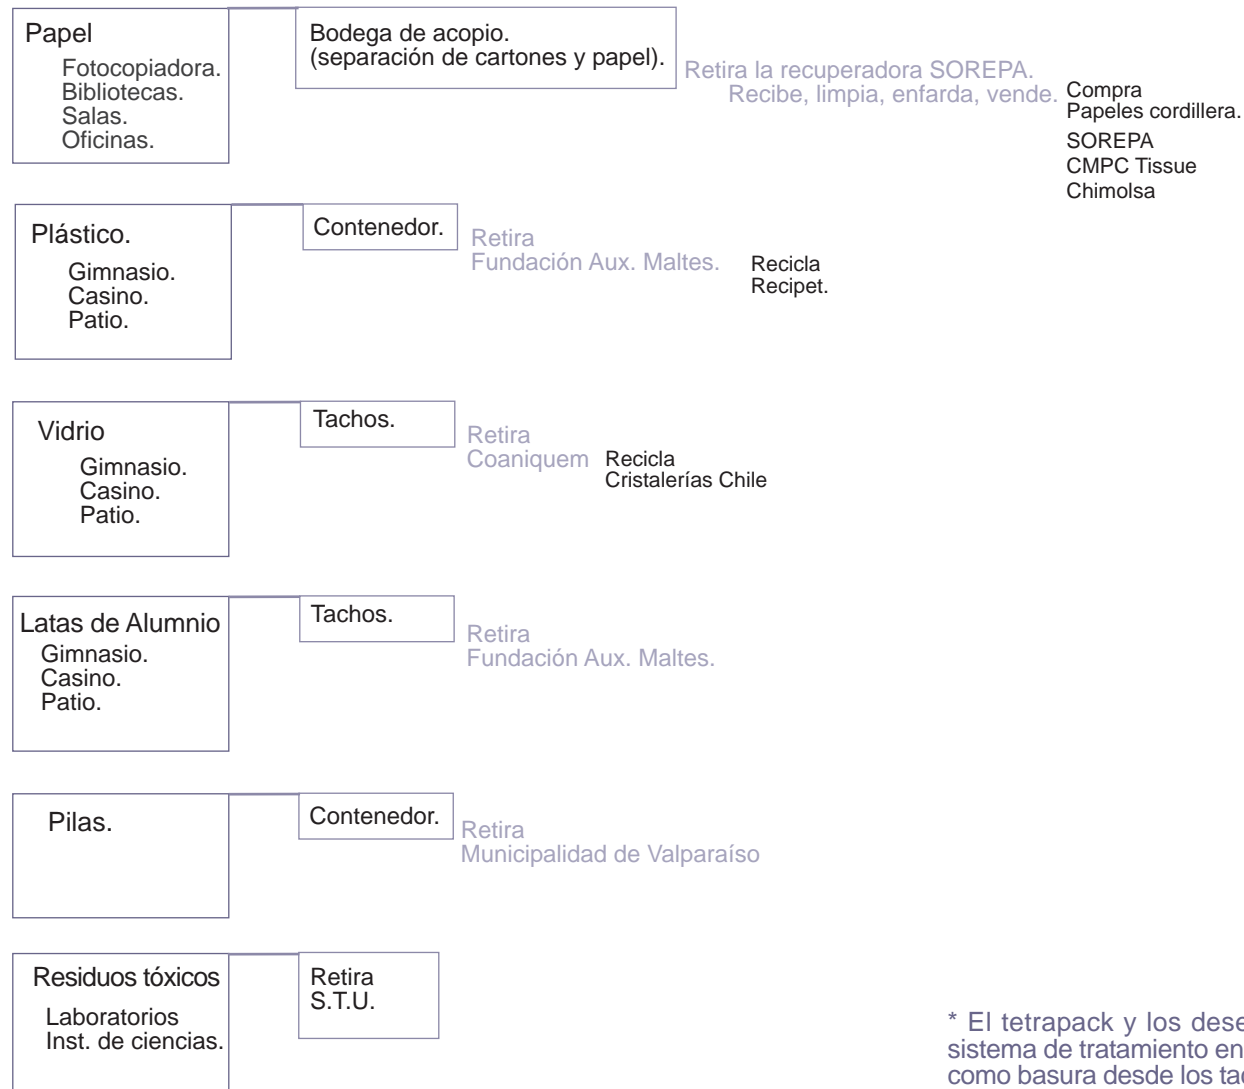 Papel
Fotocopiadora.
Bibliotecas.
Salas.
Oficinas.
Bodega de acopio.
(separación de cartones y papel).
Retira la recuperadora SOREPA.
Recibe, limpia, enfarda, vende.
Compra
Papeles cordillera.
SOREPA
CMPC Tissue
Chimolsa
Plástico.
Gimnasio.
Casino.
Patio.
Contenedor.
Retira
Fundación Aux. Maltes.
Recicla
Recipet.
Vidrio
Gimnasio.
Casino.
Patio.
Tachos.
Retira
Coaniquem
Recicla
Cristalerías Chile
Latas de Alumnio
Gimnasio.
Casino.
Patio.
Tachos.
Retira
Fundación Aux. Maltes.
Pilas.
Contenedor.
Retira
Municipalidad de Valparaíso
Residuos tóxicos
Laboratorios
Inst. de ciencias.
Retira
S.T.U.
* El tetrapack y los dese
sistema de tratamiento en
como basura desde los tac